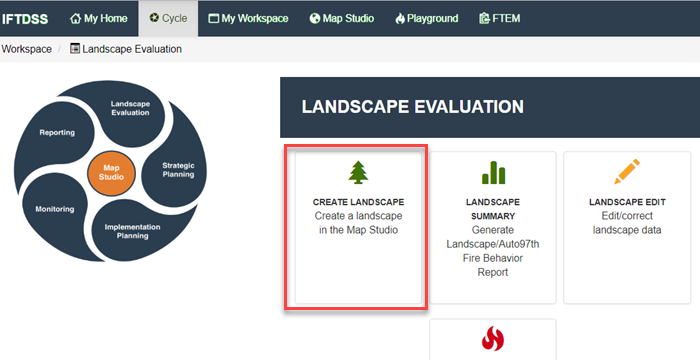 IFTDSS My Home Cycle My Workspace Map Studio Playground FTEM
Workspace / Landscape Evaluation
Landscape
Evaluation
Reporting
Map
Studio
Strategic
Planning
Monitoring
Implementation
Planning
LANDSCAPE EVALUATION
CREATE LANDSCAPE
Create a landscape
in the Map Studio
LANDSCAPE
SUMMARY
Generate
Landscape/Auto97th
Fire Behavior
Report
LANDSCAPE EDIT
Edit/correct
landscape data